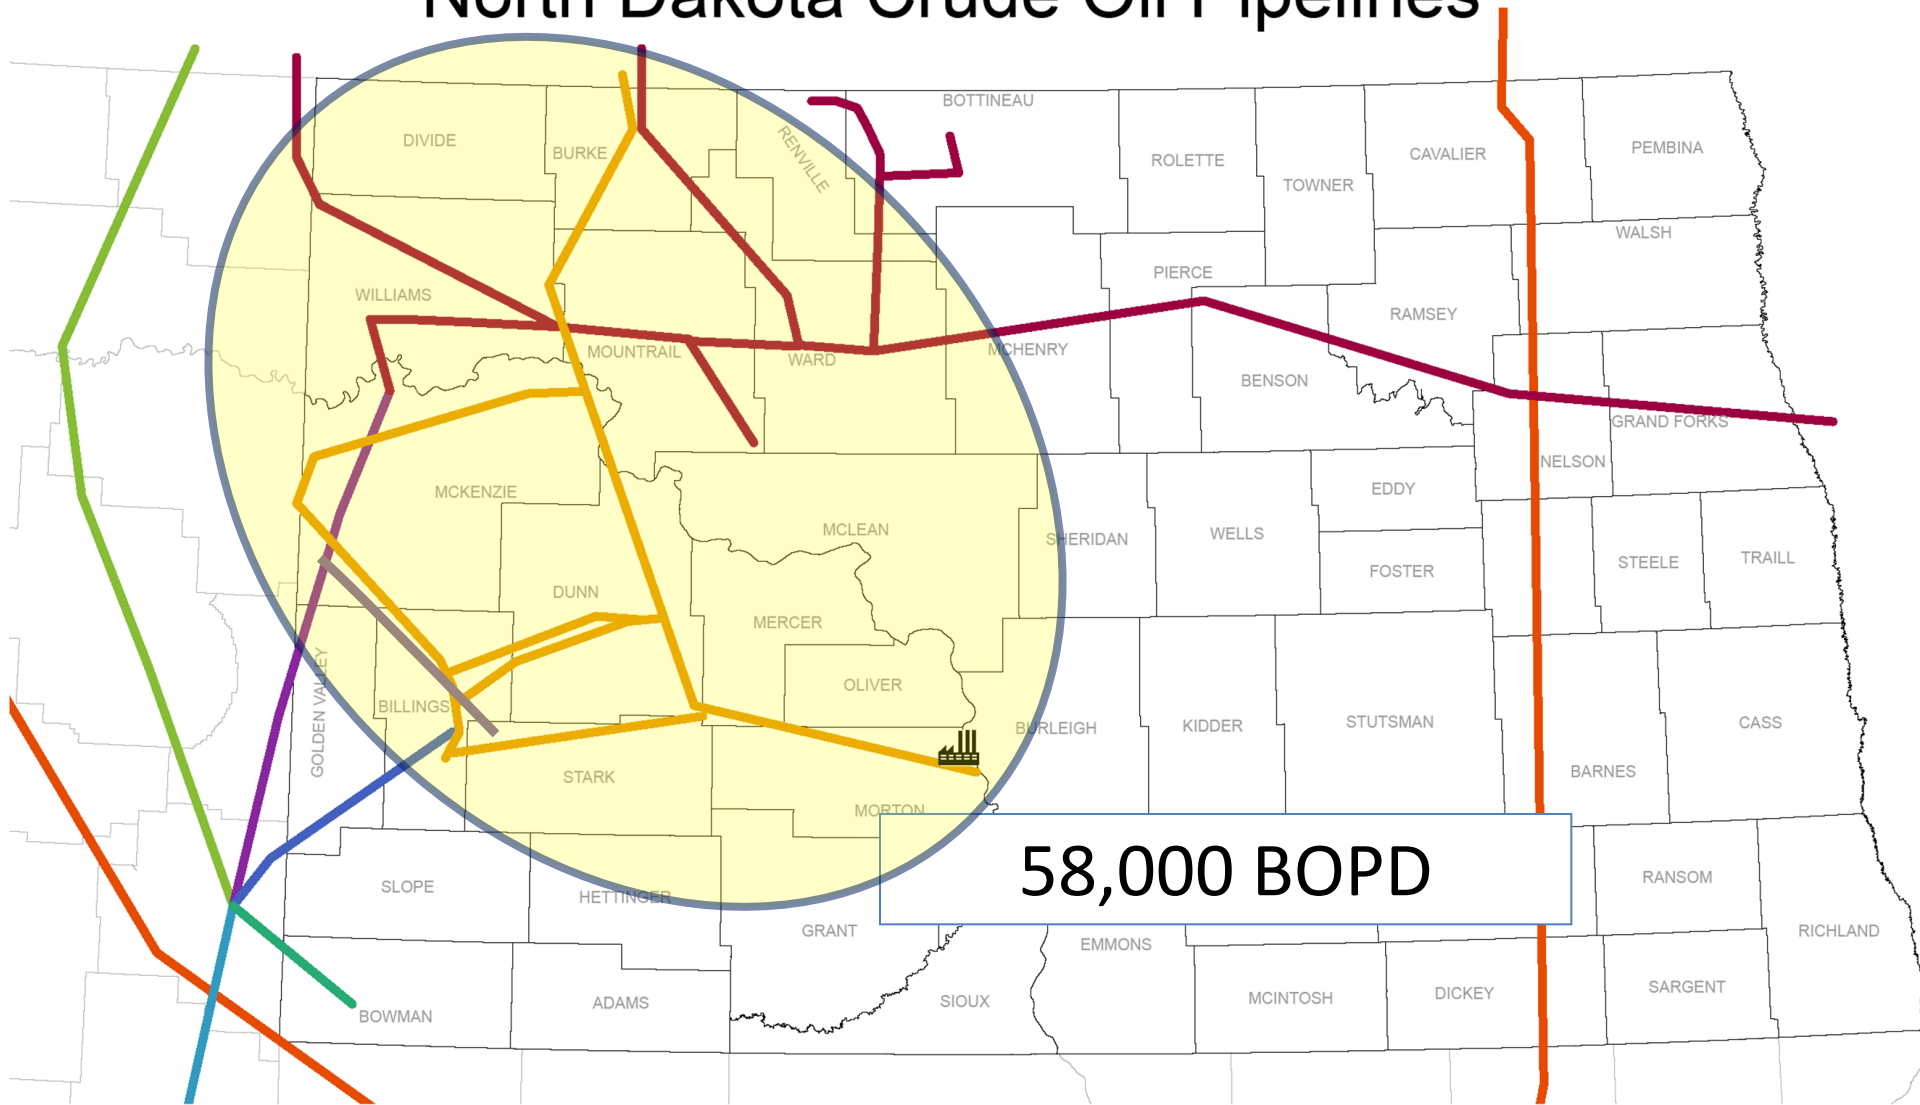 North Dakota Crude Oil Pipelines
BOTTINEAU
DIVIDE
BURKE
RENVILLE
ROLETTE
TOWNER
CAVALIER
PEMBINA
WALSH
PIERCE
WILLIAMS
RAMSEY
MOUNTRAIL
WARD
MCHENRY
BENSON
GRAND FORKS
NELSON
MCKENZIE
EDDY
MCLEAN
SHERIDAN
WELLS
FOSTER
STEELE
TRAILL
DUNN
MERCER
GOLDEN VALLEY
BILLINGS
OLIVER
BURLEIGH
KIDDER
STUTSMAN
CASS
STARK
BARNES
MORTON
58,000 BOPD
SLOPE
HETTINGER
RANSOM
GRANT
EMMONS
RICHLAND
BOWMAN
ADAMS
SIOUX
MCINTOSH
DICKEY
SARGENT